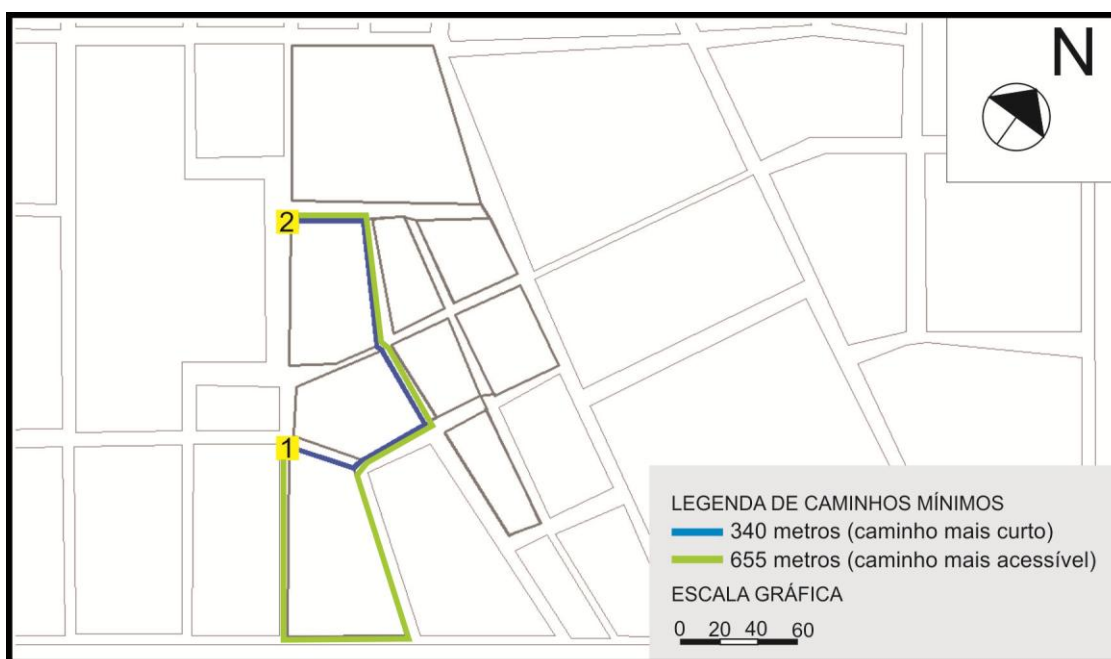 N
2
1
LEGENDA DE CAMINHOS MÍNIMOS
340 metros (caminho mais curto)
655 metros (caminho mais acessível)
ESCALA GRÁFICA
0 20 40 60